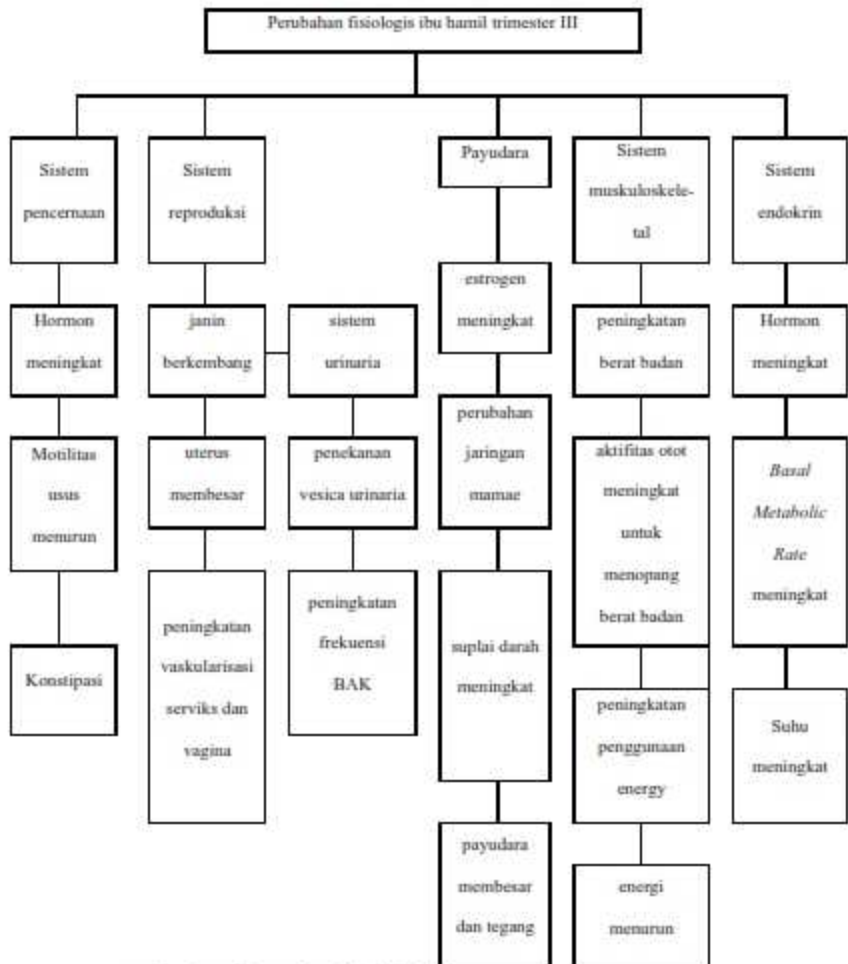 Perubahan fisiologis ibu hamil trimester III
Sistem
pencernaan
Hormon
meningkat
Motilitas
usus
menurun
Konstipasi
Sistem
reproduksi
janin
berkembang
uterus
membesar
peningkatan
vaskularisasi
serviks dan
vagina
sistem
urinaria
penekanan
vesica urinaria
peningkatan
frekuensi
BAK
Payudara
estrogen
meningkat
perubahan
jaringan
mamae
suplai darah
meningkat
payudara
membesar
dan tegang
Sistem
muskuloskele-
tal
peningkatan
berat badan
aktifitas otot
meningkat
untuk
menopang
berat badan
peningkatan
penggunaan
energy
energi
menurun
Sistem
endokrin
Hormon
meningkat
Basal
Metabolic
Rate
meningkat
Suhu
meningkat